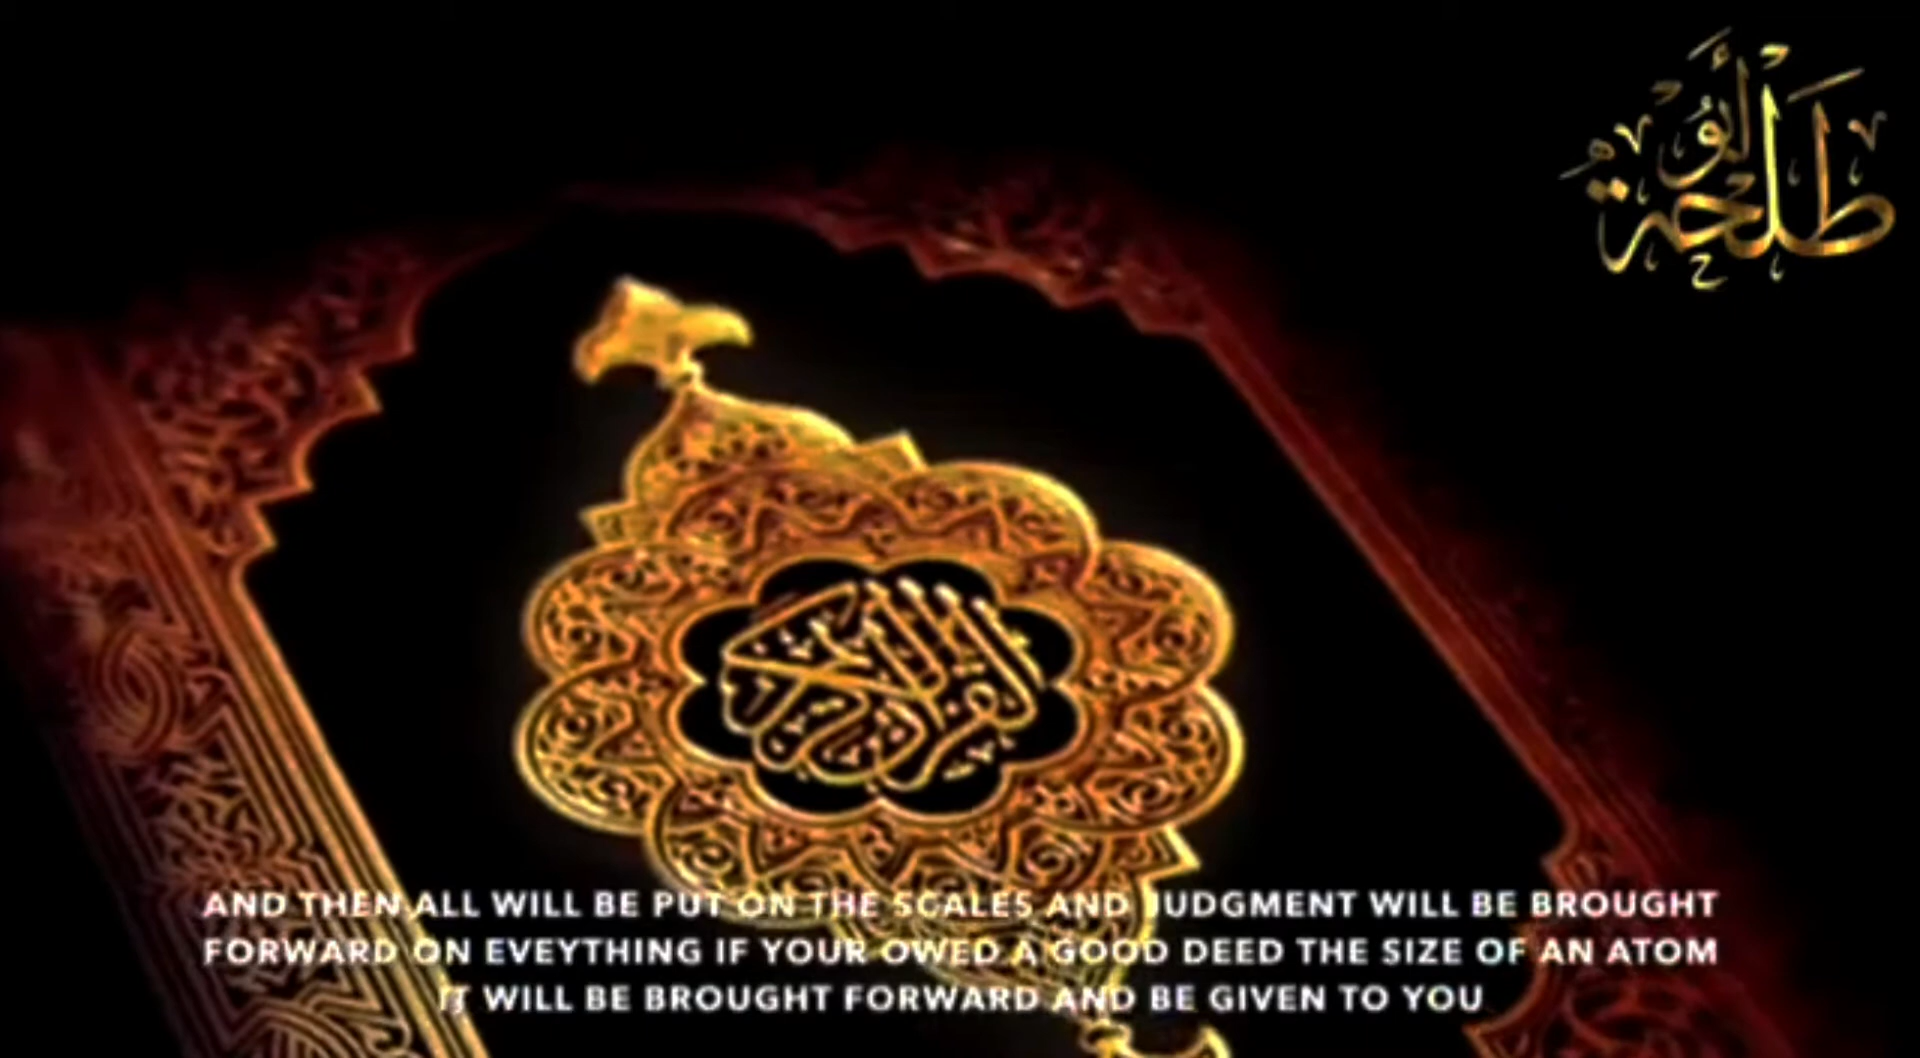 أبو
طلحة
القرآن الكريم
AND THEN ALL WILL BE PUT ON THE SCALES AND JUDGMENT WILL BE BROUGHT
FORWARD ON EVEYTHING IF YOUR OWED A GOOD DEED THE SIZE OF AN ATOM
IT WILL BE BROUGHT FORWARD AND BE GIVEN TO YOU